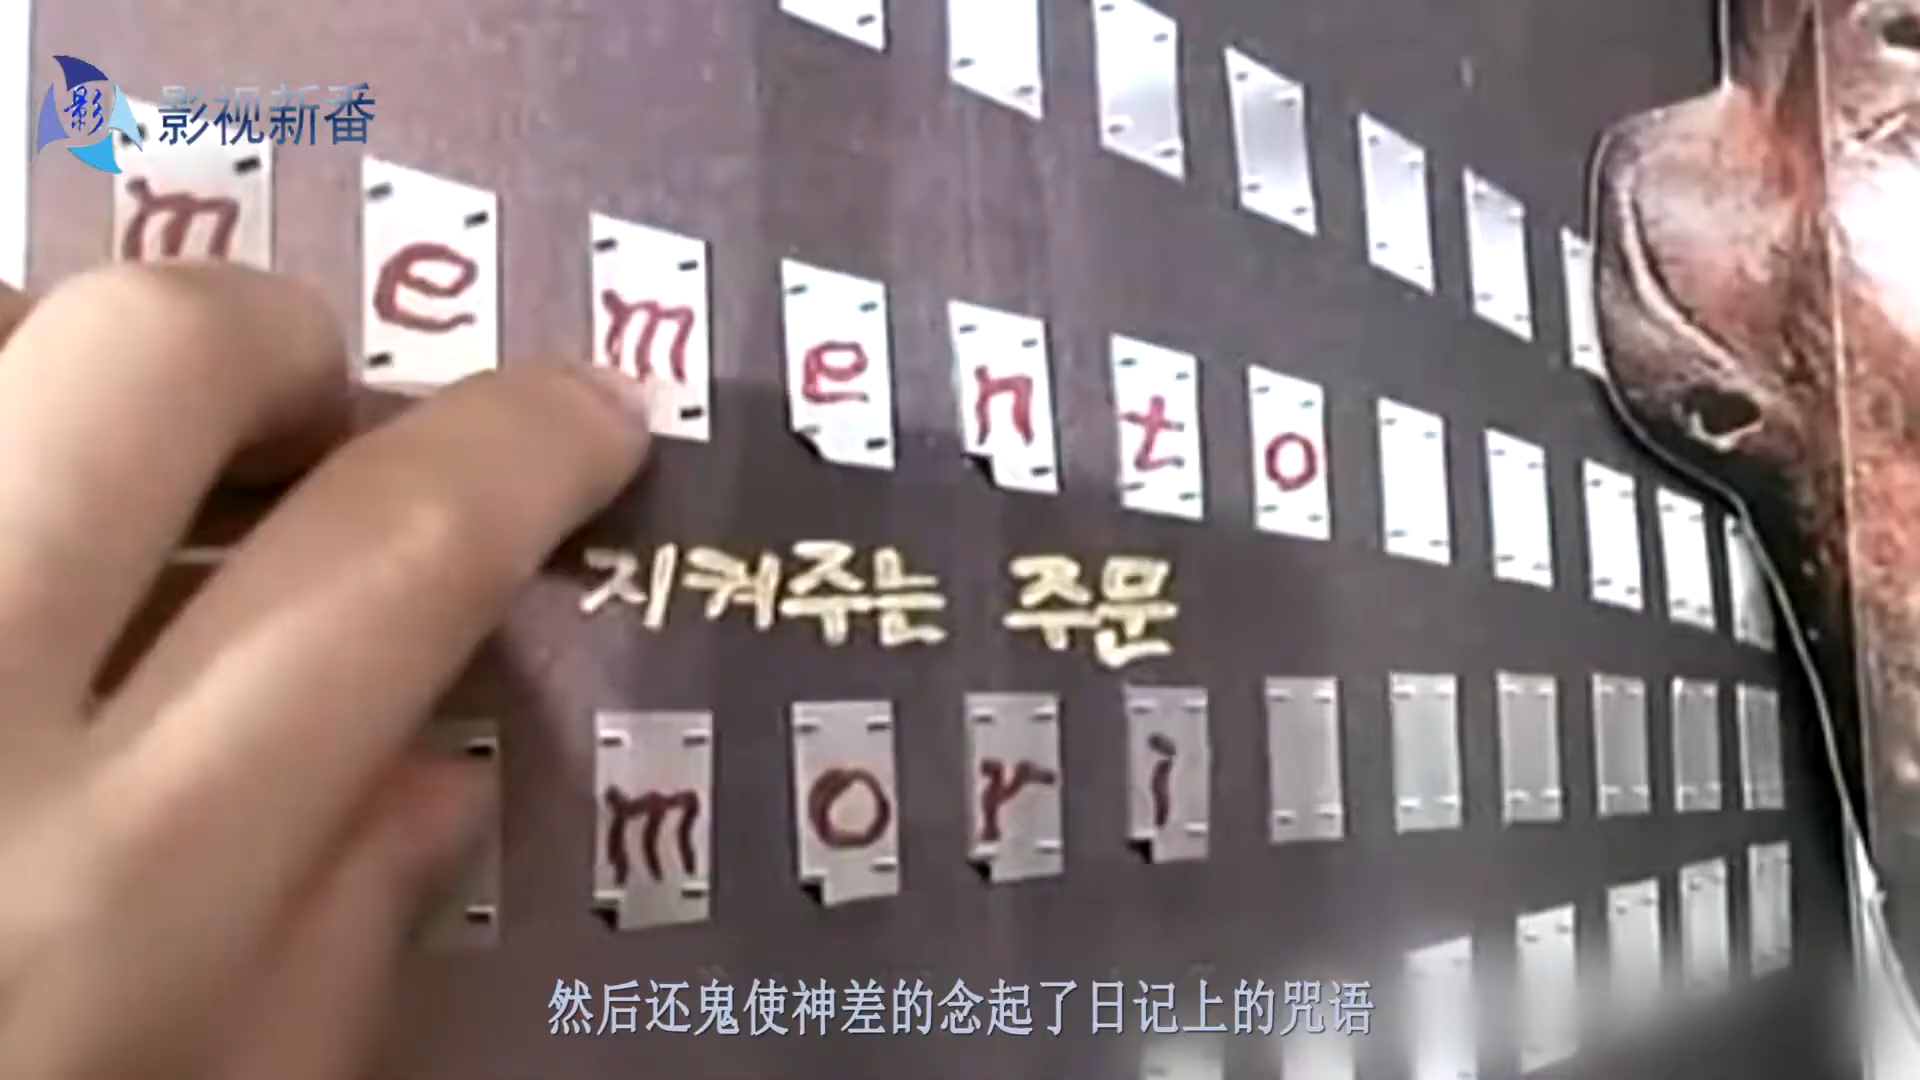 影 影视新番
memento
지켜주는 주문
mori
然后还鬼使神差的念起了日记上的咒语